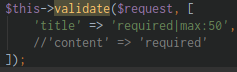 $this->validate($request, [
    'title' => 'required|max:50',
    //'content' => 'required'
]);